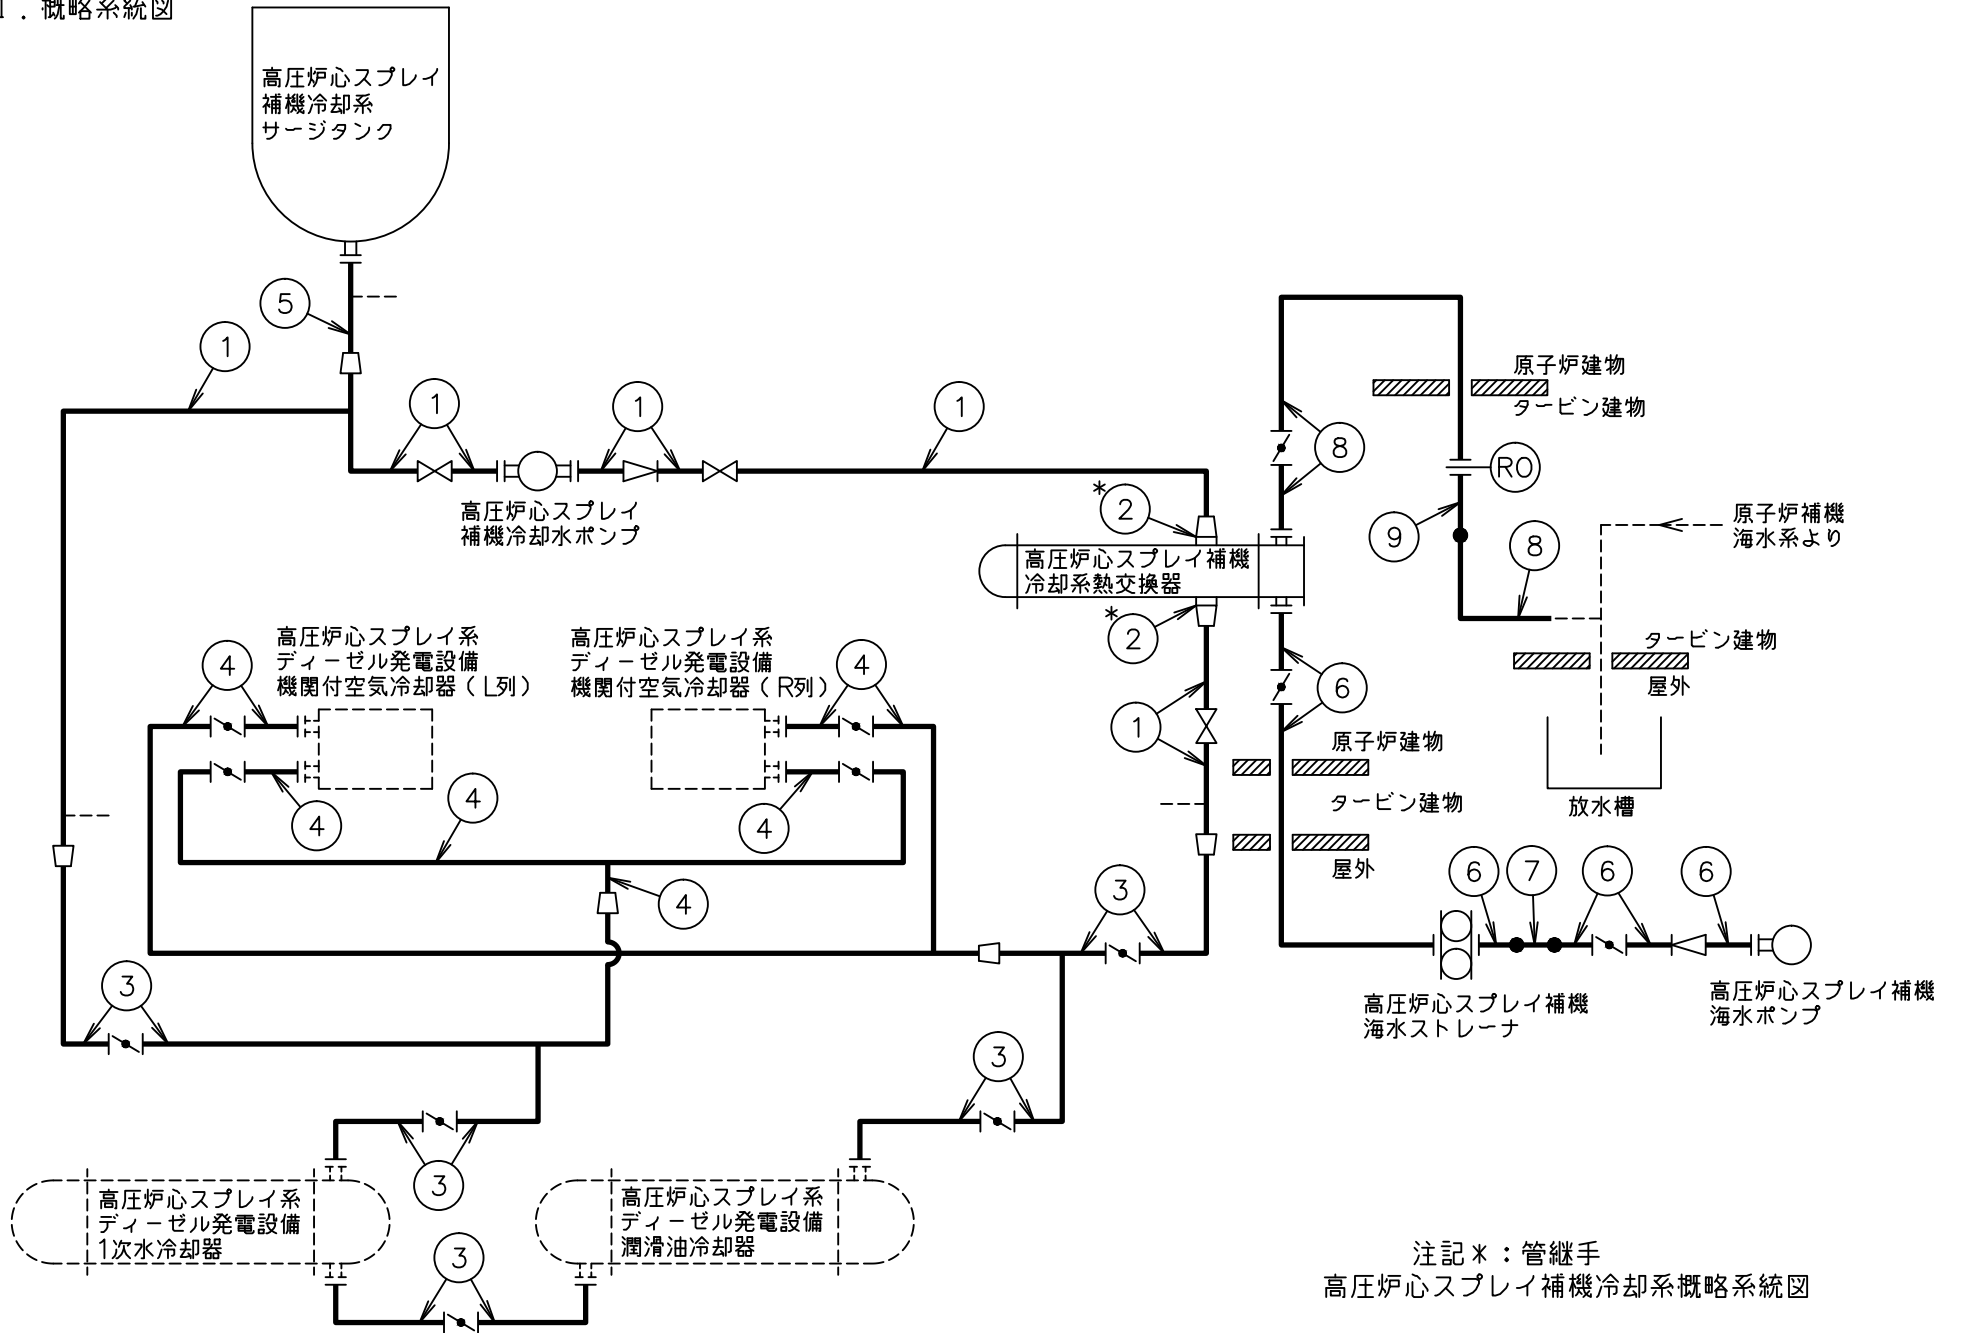 ．概略系統図
高圧炉心スプレイ
補機冷却系
サージタンク
5
1
1
1
1
高圧炉心スプレイ
補機冷却水ポンプ
*
2
高圧炉心スプレイ補機
冷却系熱交換器
*
2
1
8
原子炉建物
タービン建物
RO
9
8
原子炉補機
海水系より
タービン建物
屋外
放水槽
6
原子炉建物
タービン建物
屋外
高圧炉心スプレイ系
ディーゼル発電設備
機関付空気冷却器（L列）
高圧炉心スプレイ系
ディーゼル発電設備
機関付空気冷却器（R列）
4
4
4
4
4
4
3
3
3
3
3
6
7
6
6
高圧炉心スプレイ補機
海水ストレーナ
高圧炉心スプレイ補機
海水ポンプ
高圧炉心スプレイ系
ディーゼル発電設備
1次水冷却器
高圧炉心スプレイ系
ディーゼル発電設備
潤滑油冷却器
注記＊：管継手
高圧炉心スプレイ補機冷却系概略系統図